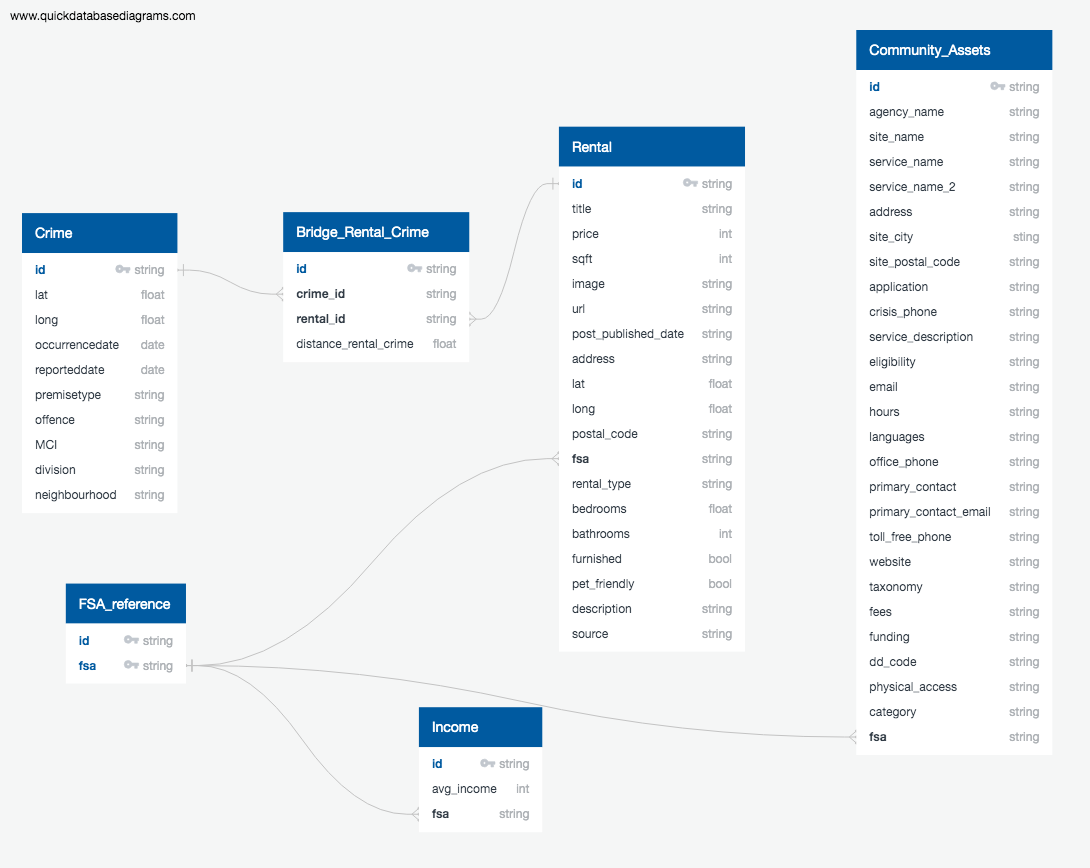 www.quickdatabasediagrams.com
Crime
id string
lat float
long float
occurrencedate date
reporteddate date
premisetype string
offence string
MCI string
division string
neighbourhood string
Bridge_Rental_Crime
id string
crime_id string
rental_id string
distance_rental_crime float
Rental
id string
title string
price int
sqft int
image string
url string
post_published_date string
address string
lat float
long float
postal_code string
fsa string
rental_type string
bedrooms float
bathrooms int
furnished bool
pet_friendly bool
description string
source string
Community_Assets
id string
agency_name string
site_name string
service_name string
service_name_2 string
address string
site_city sting
site_postal_code string
application string
crisis_phone string
service_description string
eligibility string
email string
hours string
languages string
office_phone string
primary_contact string
primary_contact_email string
toll_free_phone string
website string
taxonomy string
fees string
funding string
dd_code string
physical_access string
category string
fsa string
FSA_reference
id string
fsa string
Income
id string
avg_income int
fsa string